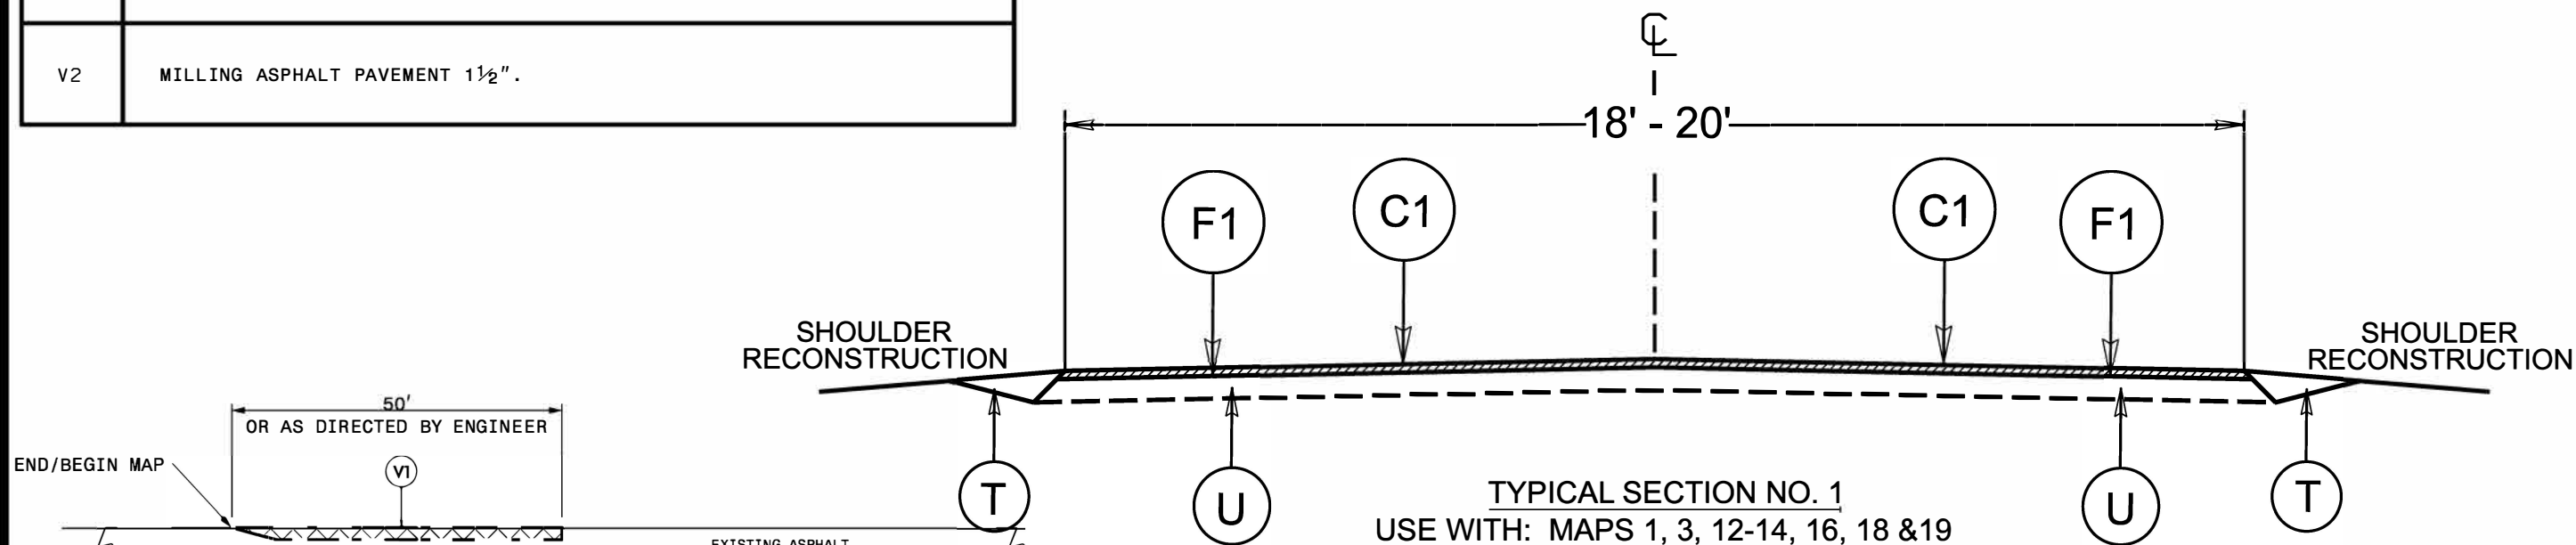 V2 MILLING ASPHALT PAVEMENT 1½".
℄
18' - 20'
F1 C1 C1 F1
SHOULDER
RECONSTRUCTION
SHOULDER
RECONSTRUCTION
T U U T
TYPICAL SECTION NO. 1
USE WITH: MAPS 1, 3, 12-14, 16, 18 &19
50'
OR AS DIRECTED BY ENGINEER
END/BEGIN MAP
V1
EXISTING ASPHALT